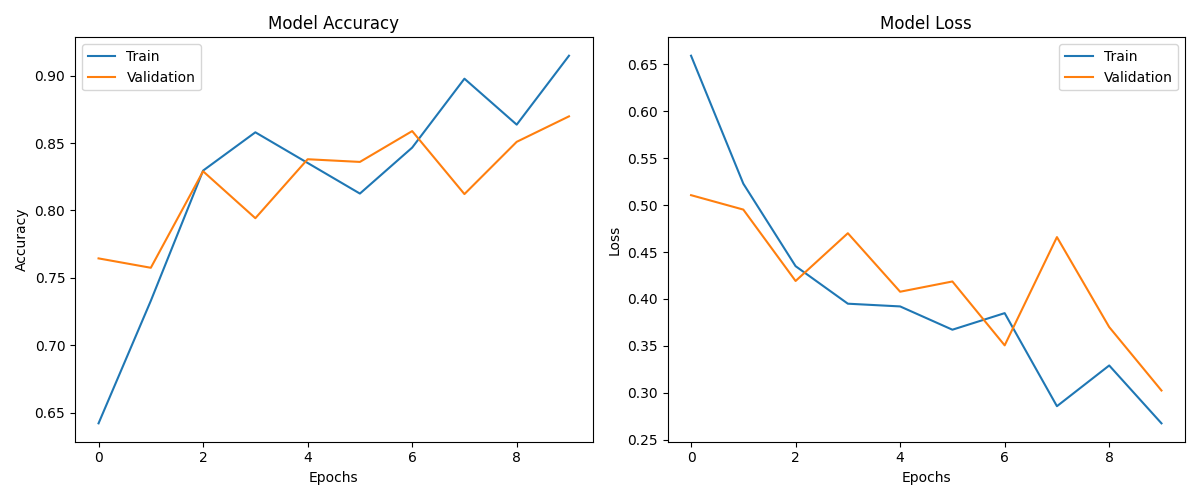 Model Accuracy
Train
Validation
0.90
0.85
0.80
0.75
0.70
0.65
Accuracy
0 2 4 6 8
Epochs
Model Loss
Train
Validation
0.65
0.60
0.55
0.50
0.45
0.40
0.35
0.30
0.25
Loss
0 2 4 6 8
Epochs